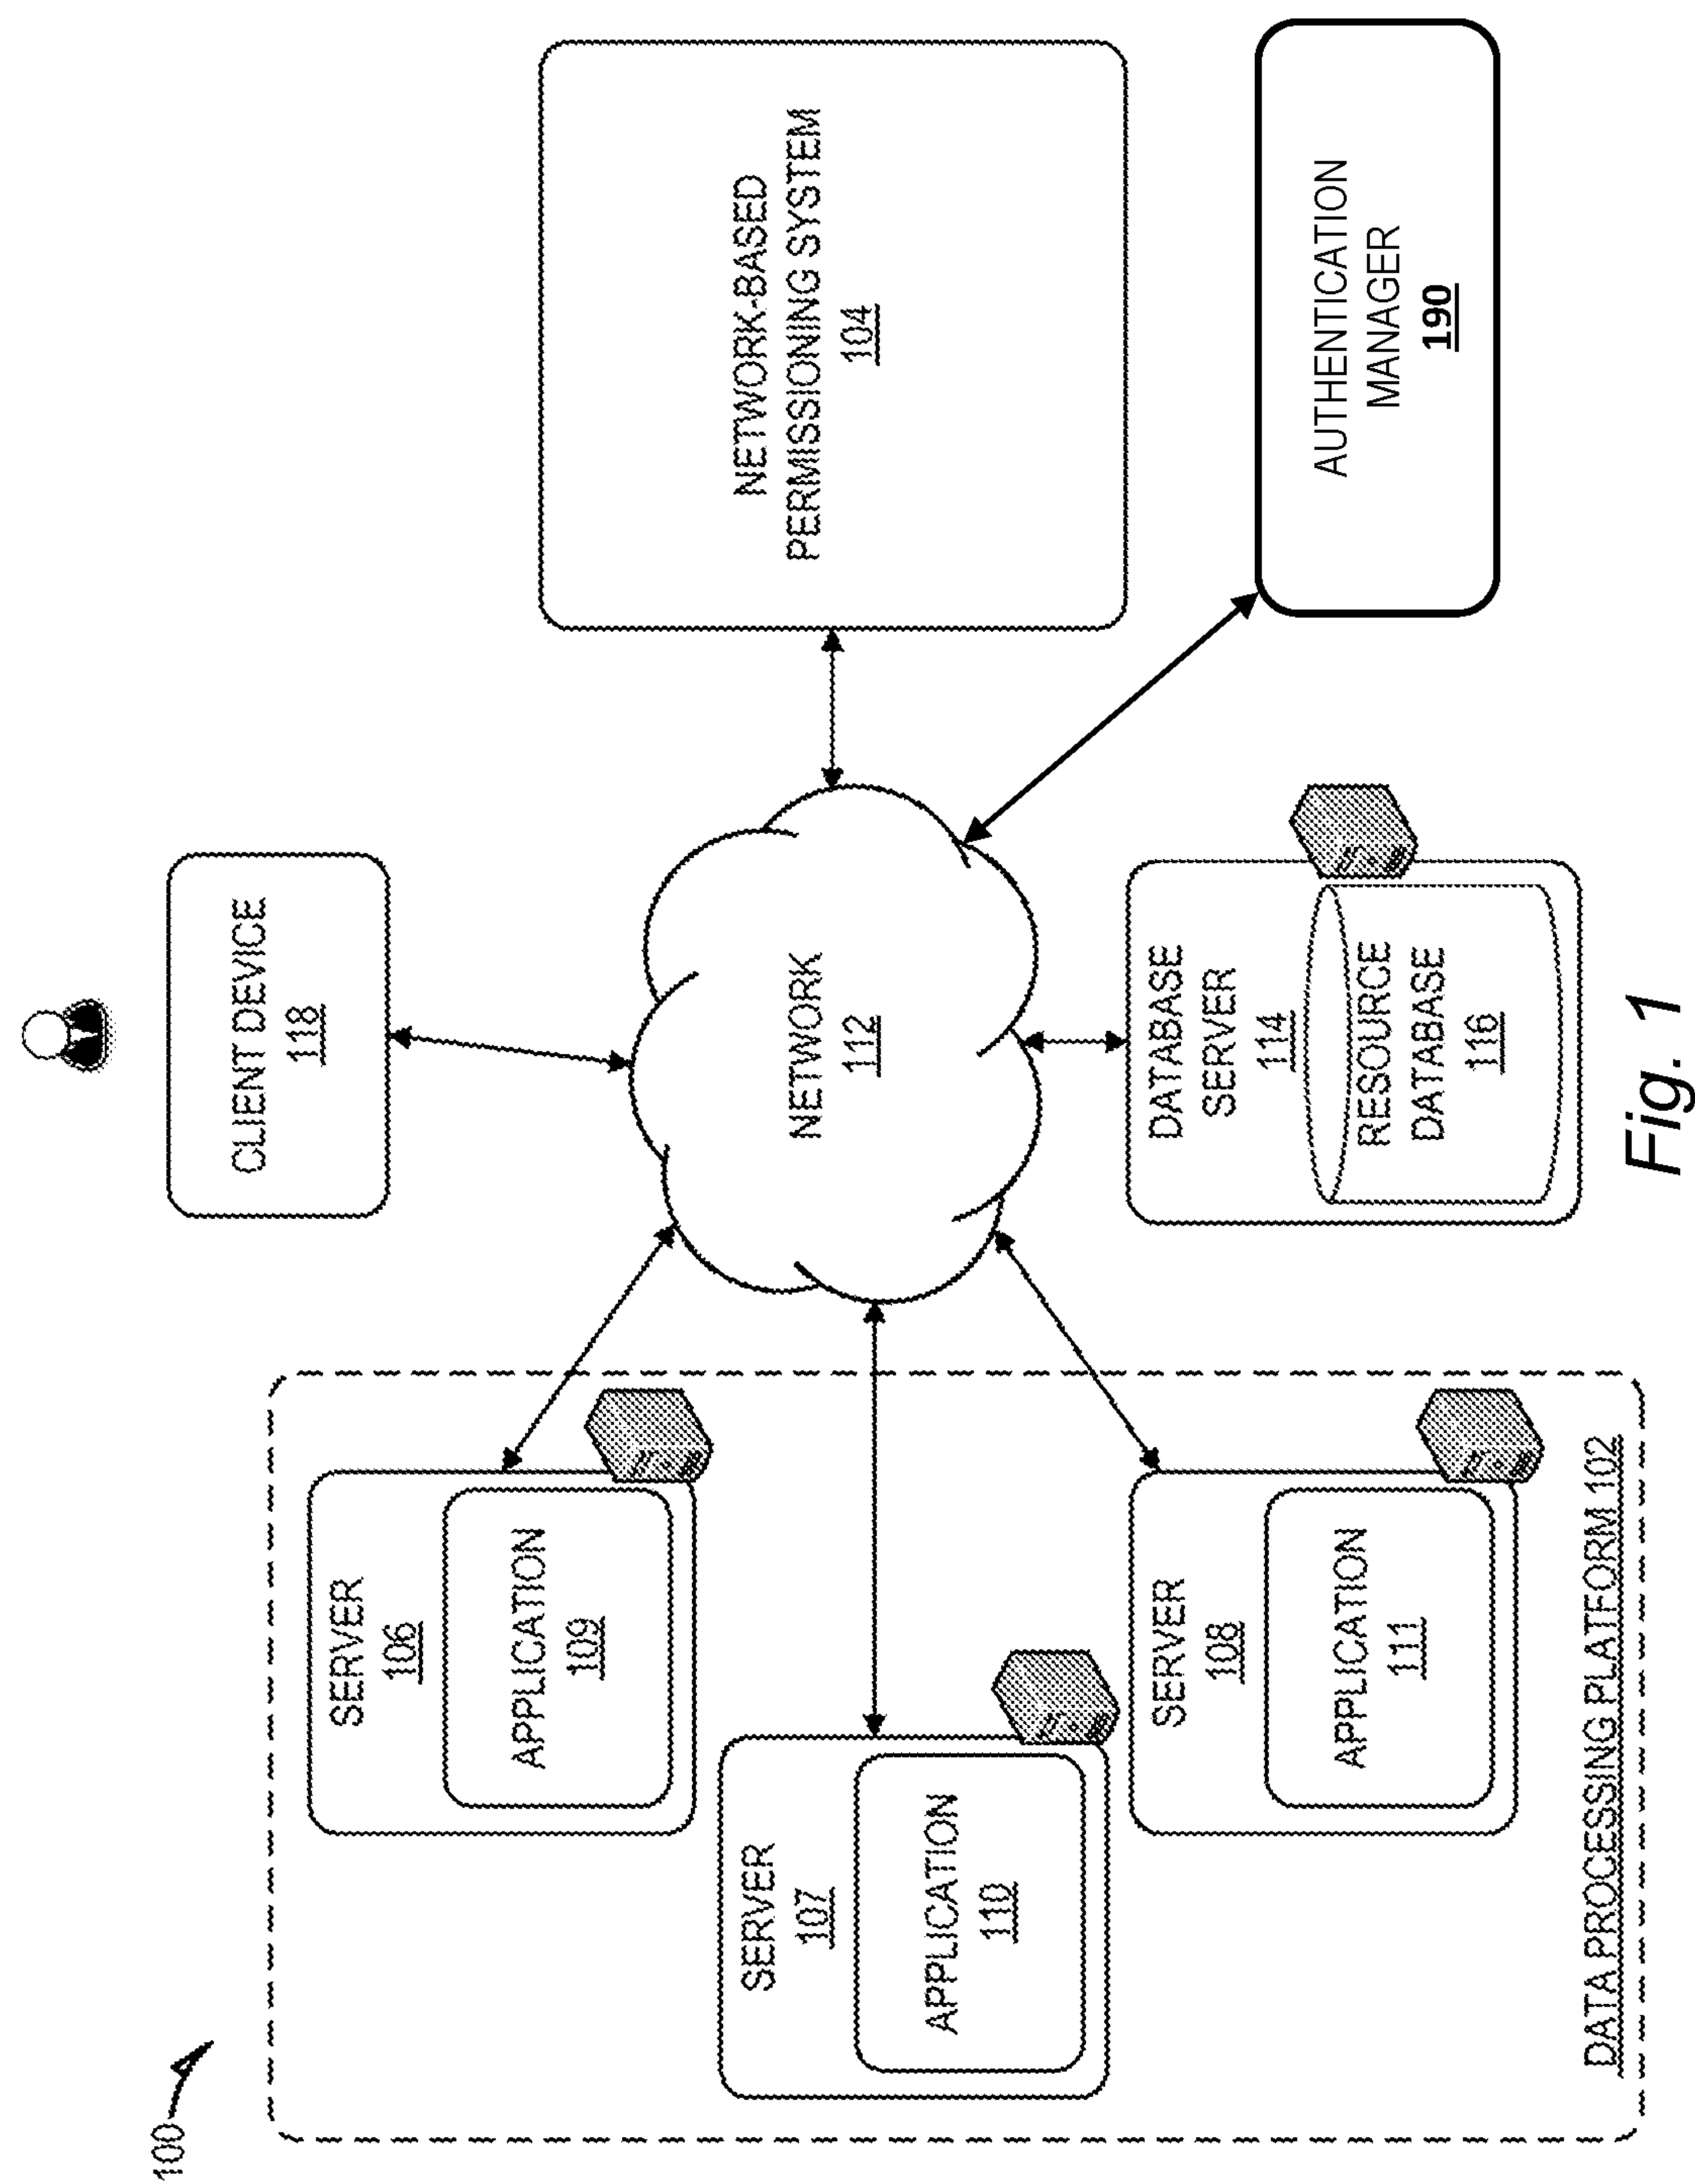 100
CLIENT DEVICE
118
SERVER
106
APPLICATION
109
SERVER
107
APPLICATION
110
SERVER
108
APPLICATION
111
DATA PROCESSING PLATFORM 102
NETWORK
112
NETWORK-BASED
PERMISSIONING SYSTEM
104
DATABASE
SERVER
114
RESOURCE
DATABASE
116
AUTHENTICATION
MANAGER
190
Fig. 1